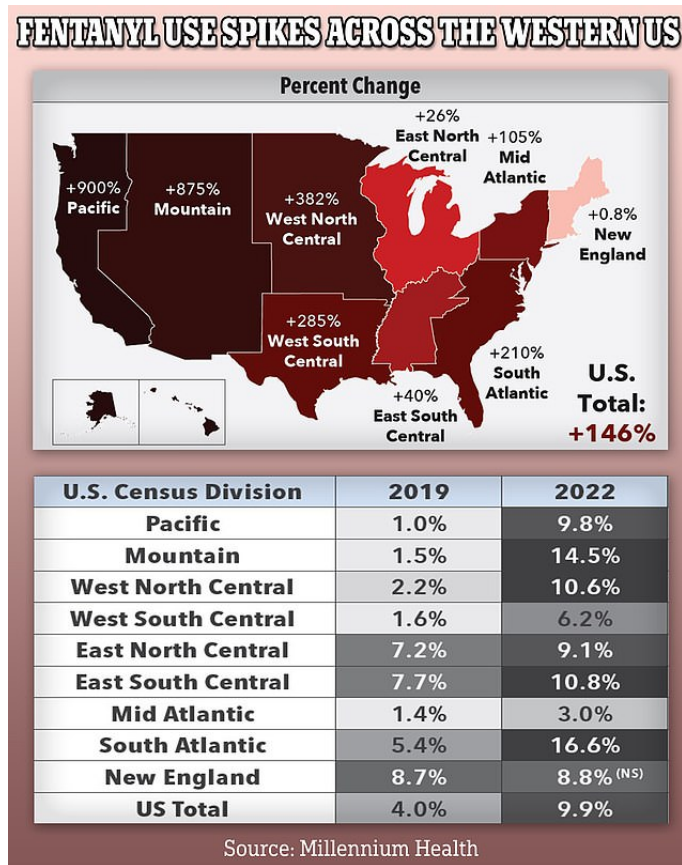 FENTANYL USE SPIKES ACROSS THE WESTERN US
Percent Change
+26%
East North
Central
+105%
Mid
Atlantic
+900%
Pacific
+875%
Mountain
+382%
West North
Central
+0.8%
New
England
+285%
West South
Central
+210%
South
Atlantic
+40%
East South
Central
U.S.
Total:
+146%
U.S. Census Division 2019 2022
Pacific 1.0% 9.8%
Mountain 1.5% 14.5%
West North Central 2.2% 10.6%
West South Central 1.6% 6.2%
East North Central 7.2% 9.1%
East South Central 7.7% 10.8%
Mid Atlantic 1.4% 3.0%
South Atlantic 5.4% 16.6%
New England 8.7% 8.8% (NS)
US Total 4.0% 9.9%
Source: Millennium Health